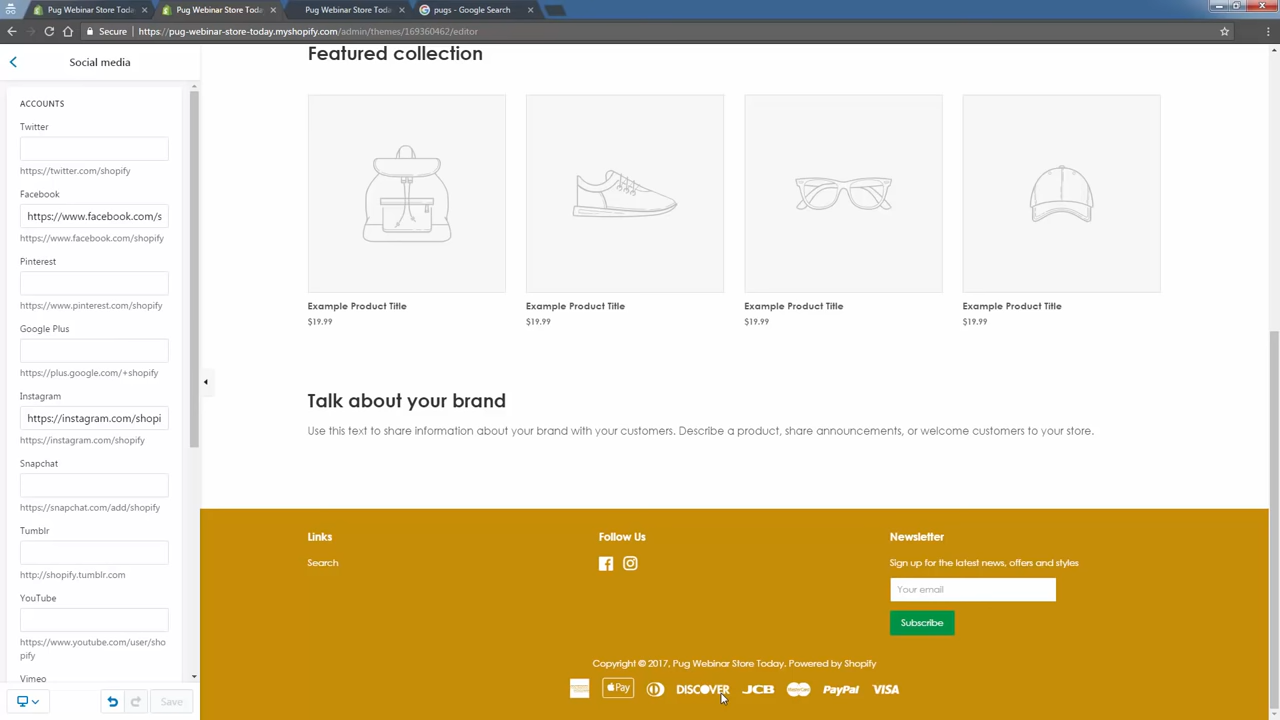 Pug Webinar Store Toda
Pug Webinar Store Toda
Pug Webinar Store Today
pugs - Google Search
Secure
https://pug-webinar-store-today.myshopify.com/admin/themes/169360462/editor
Social media
ACCOUNTS
Twitter
https://twitter.com/shopify
Facebook
https://www.facebook.com/s
https://www.facebook.com/shopify
Pinterest
https://www.pinterest.com/shopify
Google Plus
https://plus.google.com/+shopify
Instagram
https://instagram.com/shopi
https://instagram.com/shopify
Snapchat
https://snapchat.com/add/shopify
Tumblr
http://shopify.tumblr.com
YouTube
https://www.youtube.com/user/sho
pify
Vimeo
Save
Featured collection
Example Product Title
$19.99
Example Product Title
$19.99
Example Product Title
$19.99
Example Product Title
$19.99
Talk about your brand
Use this text to share information about your brand with your customers. Describe a product, share announcements, or welcome customers to your store.
Links
Search
Follow Us
Newsletter
Sign up for the latest news, offers and styles
Your email
Subscribe
Copyright © 2017, Pug Webinar Store Today. Powered by Shopify
Pay DISCOVER JCB PayPal VISA